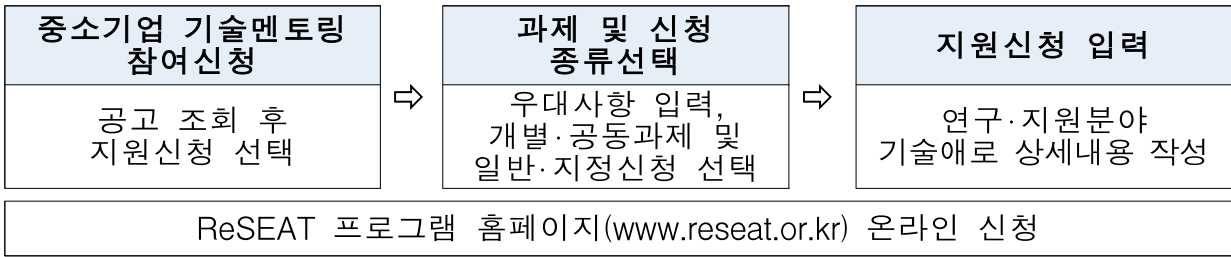 중소기업 기술멘토링
참여신청
공고 조회 후
지원신청 선택
⇨
과제 및 신청
종류선택
우대사항 입력,
개별·공동과제 및
일반·지정신청 선택
⇨
지원신청 입력
연구·지원분야
기술애로 상세내용 작성
ReSEAT 프로그램 홈페이지(www.reseat.or.kr) 온라인 신청